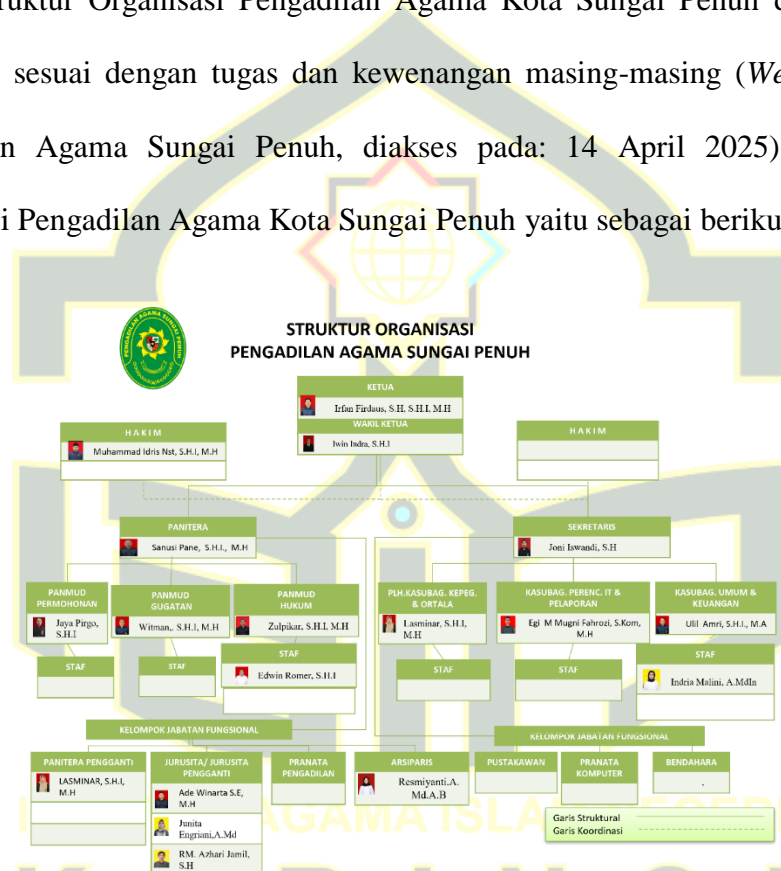 ruktur Organisasi Pengadilan Agama Kota Sungai Penuh
sesuai dengan tugas dan kewenangan masing-masing (We
n Agama Sungai Penuh, diakses pada: 14 April 2025)
i Pengadilan Agama Kota Sungai Penuh yaitu sebagai beriku
STRUKTUR ORGANISASI
PENGADILAN AGAMA SUNGAI PENUH
KETUA
Irfan Firdaus, S.H, S.H.I, M.H
WAKIL KETUA
Iwin Indra, S.H.I
HAKIM
Muhammad Idris Nst, S.H.I, M.H
HAKIM
PANITERA
Sanusi Pane, S.H.I., M.H
SEKRETARIS
Joni Iswandi, S.H
PANMUD
PERMOHONAN
Jaya Pirgo,
S.H.I
STAF
PANMUD
GUGATAN
Witman,. S.H.I, M.H
STAF
PANMUD
HUKUM
Zulpikar, S.H.I, M.H
STAF
Edwin Romer, S.H.I
PLH.KASUBAG. KEPEG.
& ORTALA
Lasminar, S.H.I,
M.H
STAF
KASUBAG. PERENC. IT &
PELAPORAN
Egi M Mugni Fahrozi, S.Kom,
M.H
STAF
KASUBAG. UMUM &
KEUANGAN
Ulil Amri, S.H.I., M.A
STAF
Indria Malini, A.MdIn
KELOMPOK JABATAN FUNGSIONAL
PANITERA PENGGANTI
LASMINAR, S.H.I,
M.H
JURUSITA/ JURUSITA
PENGGANTI
Ade Winarta S.E,
M.H
Junita
Engriani,A.Md
RM. Azhari Jamil,
S.H
PRANATA
PENGADILAN
ARSIPARIS
Resmiyanti.A.
Md.A.B
KELOMPOK JABATAN FUNGSIONAL
PUSTAKAWAN
PRANATA
KOMPUTER
BENDAHARA
.
Garis Struktural
Garis Koordinasi
AGAMA ISL